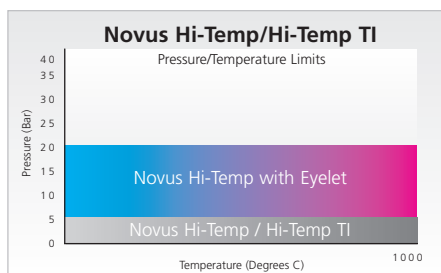 Novus Hi-Temp/Hi-Temp TI
Pressure/Temperature Limits
40
35
30
25
20
15
10
5
0
Pressure (Bar)
Novus Hi-Temp with Eyelet
Novus Hi-Temp / Hi-Temp TI
1000
Temperature (Degrees C)